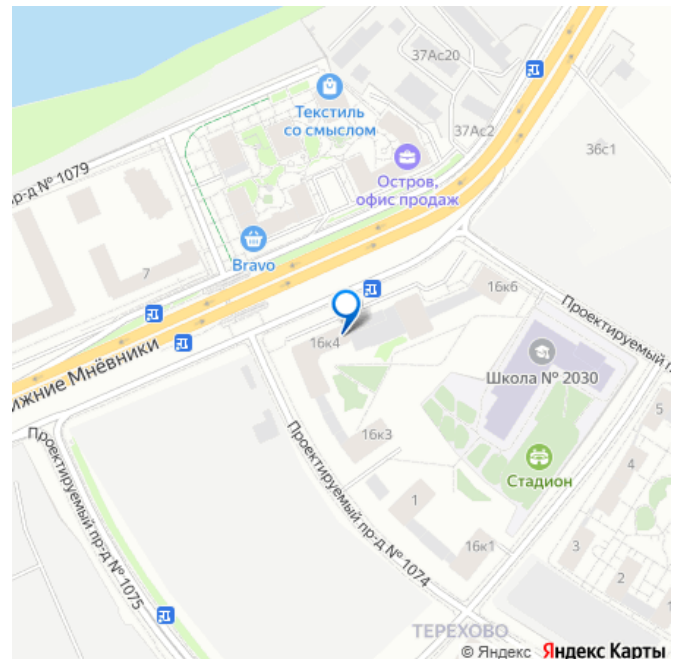 37Ас20
Текстиль
со смыслом
37Ас2
36с1
Остров,
офис продаж
пр-д № 1079
Bravo
7
16к6
Проектируемый
16к4
Школа № 2030
ижние Мнёвники
5
16к3
4
Стадион
Проектируемый пр-д № 1075
Проектируемый пр-д № 1074
1
16к1
3
2
ТЕРЕХОВО
© Яндекс Яндекс Карты